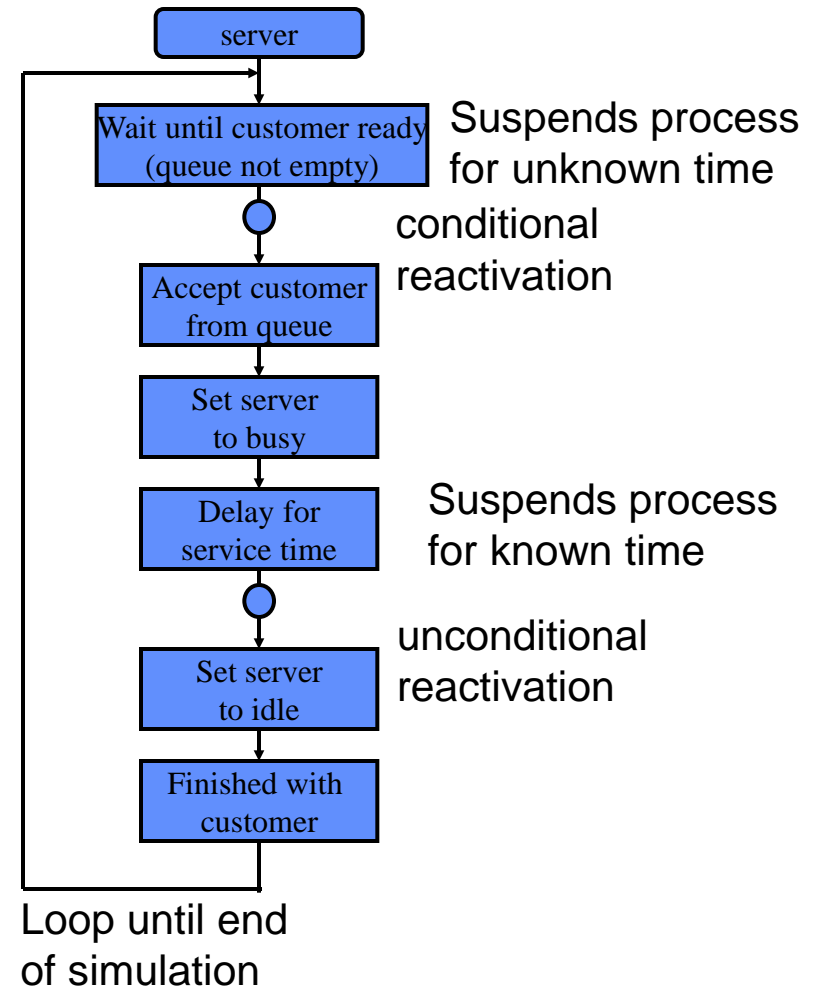 server
Wait until customer ready
(queue not empty)
Suspends process
for unknown time
conditional
reactivation
Accept customer
from queue
Set server
to busy
Delay for
service time
Suspends process
for known time
unconditional
reactivation
Set server
to idle
Finished with
customer
Loop until end
of simulation